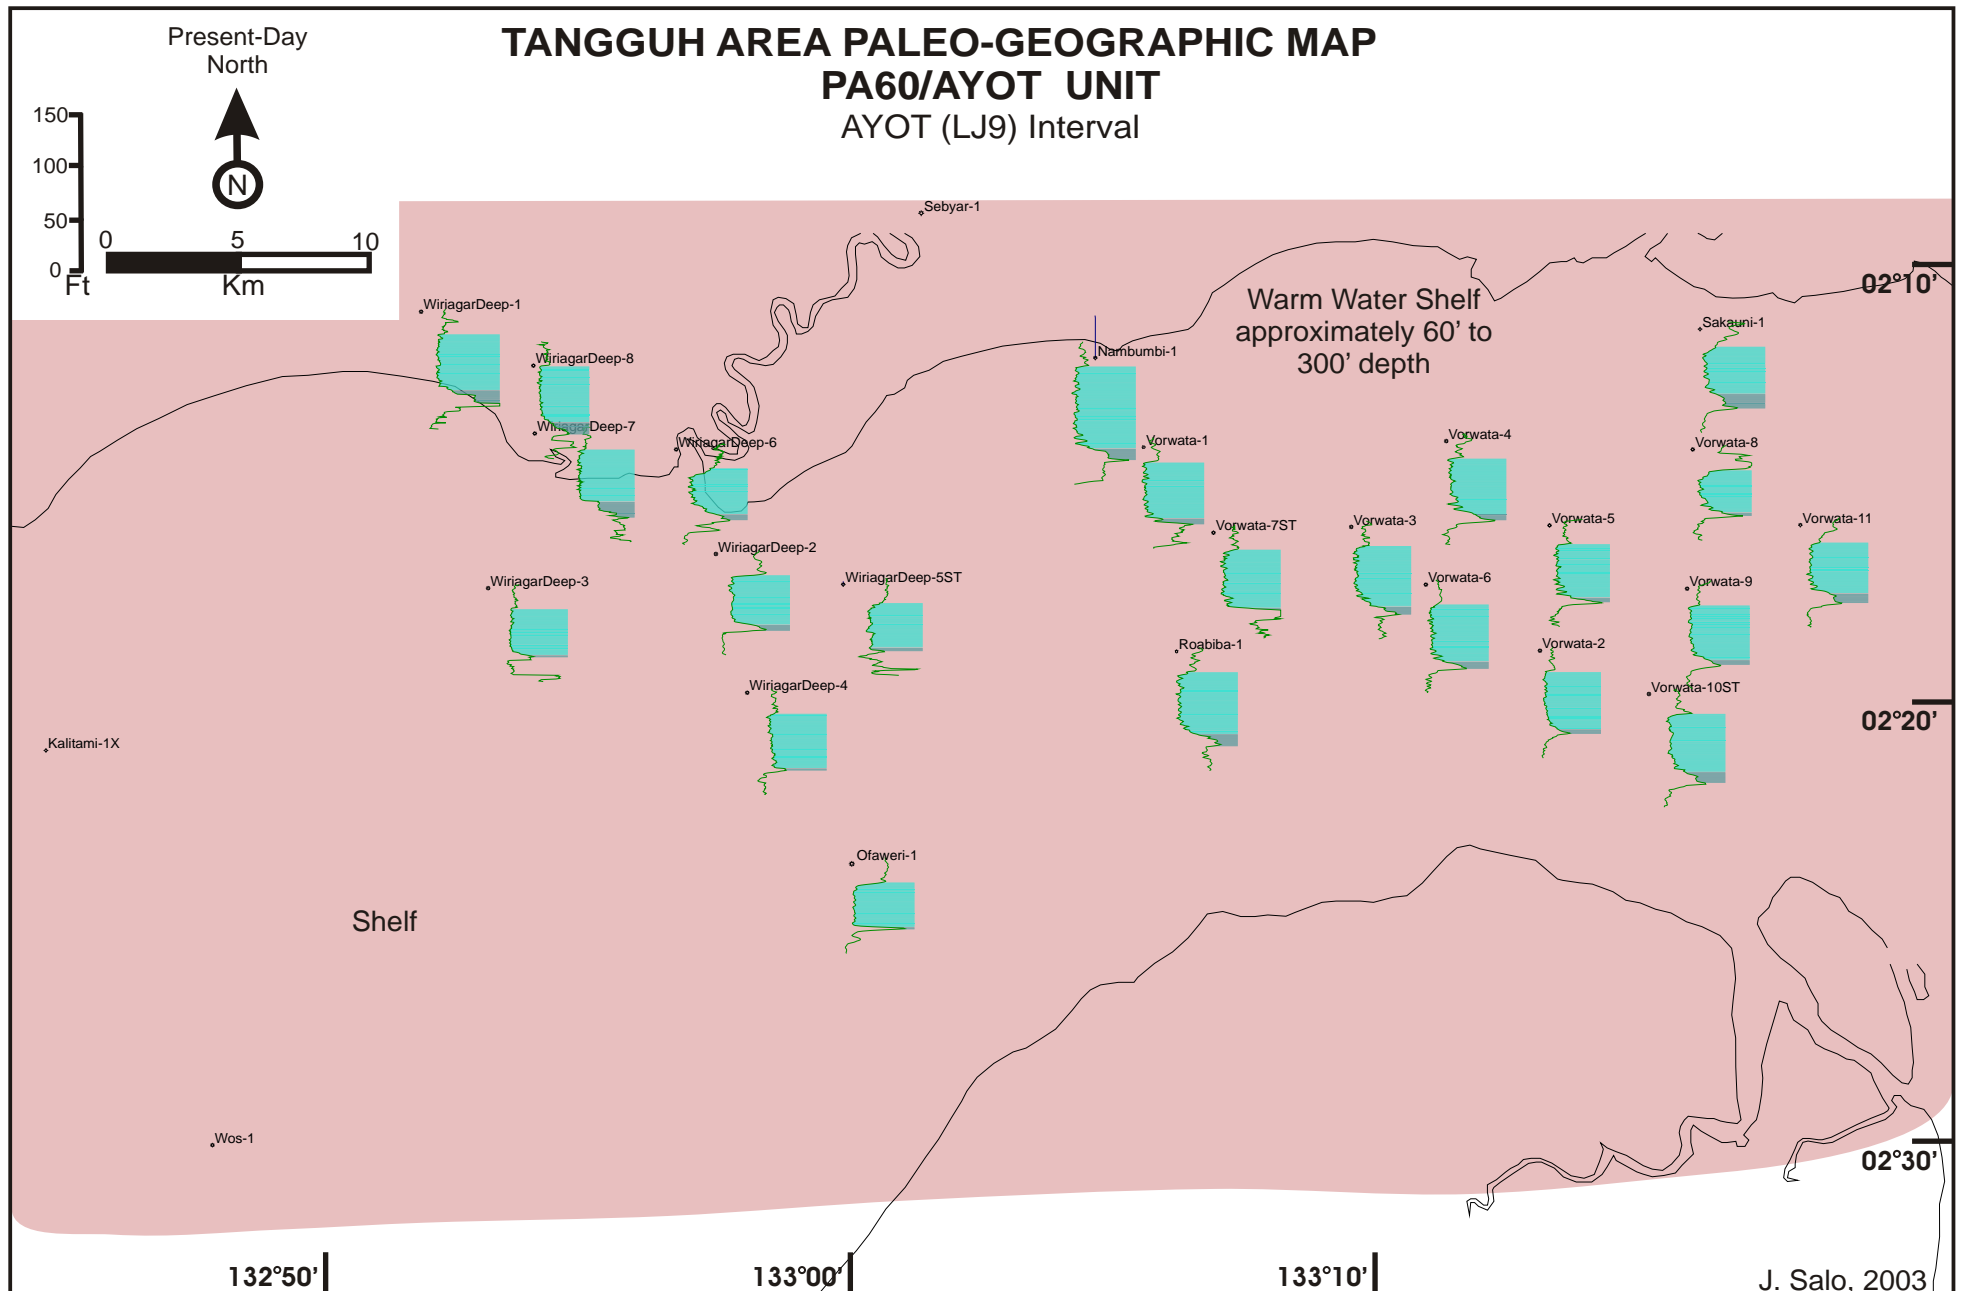 Present-Day
North
N
TANGGUH AREA PALEO-GEOGRAPHIC MAP
PA60/AYOT UNIT
AYOT (LJ9) Interval
150
100
50
0
Ft
0 5 10
Km
Sebyar-1
02°10'
Warm Water Shelf
approximately 60' to
300' depth
WiriagarDeep-1
Sakauni-1
WiriagarDeep-8
Nambumbi-1
WiriagarDeep-7
WiriagarDeep-6
Vorwata-1
Vorwata-4
Vorwata-8
Vorwata-7ST
Vorwata-3
Vorwata-5
Vorwata-11
WiriagarDeep-2
WiriagarDeep-3
WiriagarDeep-5ST
Vorwata-6
Vorwata-9
Roabiba-1
Vorwata-2
WiriagarDeep-4
Vorwata-10ST
02°20'
Kalitami-1X
Ofaweri-1
Shelf
Wos-1
02°30'
132°50'
133°00'
133°10'
J. Salo, 2003